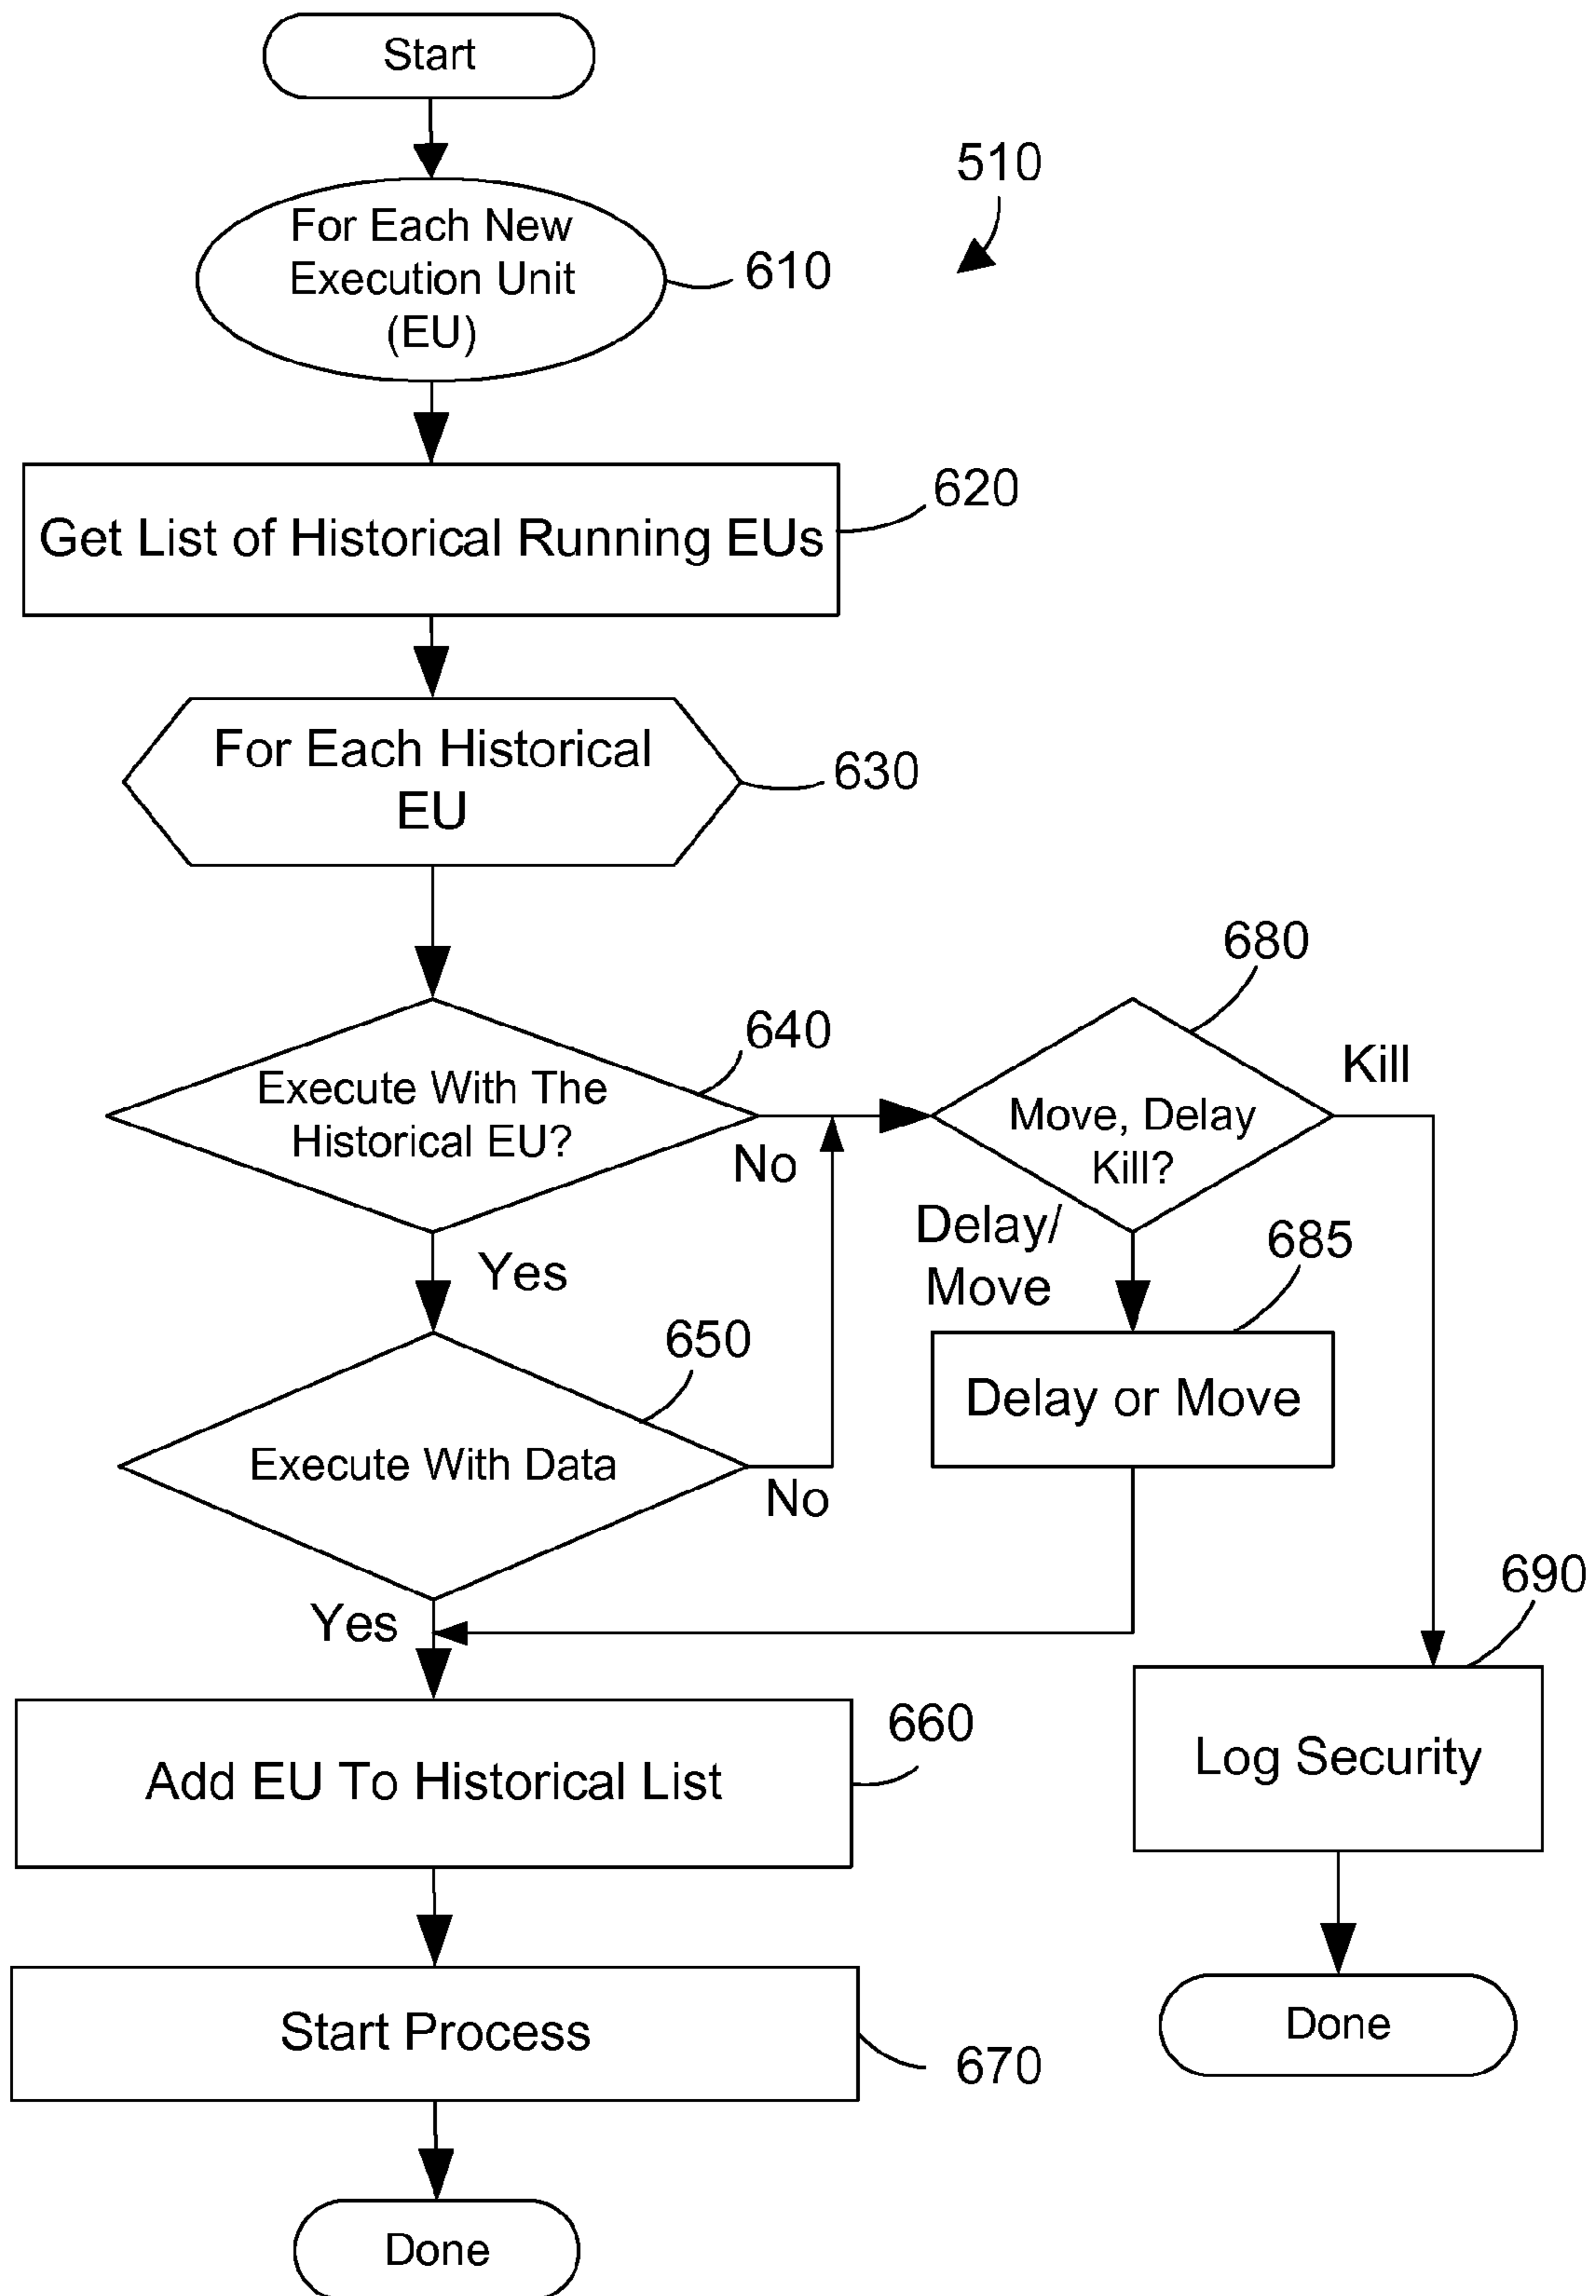 Start
510
For Each New
Execution Unit
(EU)
610
620
Get List of Historical Running EUs
For Each Historical
EU
630
680
640
Kill
Execute With The
Historical EU?
Move, Delay
Kill?
No
Delay/
Move
685
Yes
650
Delay or Move
Execute With Data
No
690
Yes
660
Log Security
Add EU To Historical List
Done
Start Process
670
Done